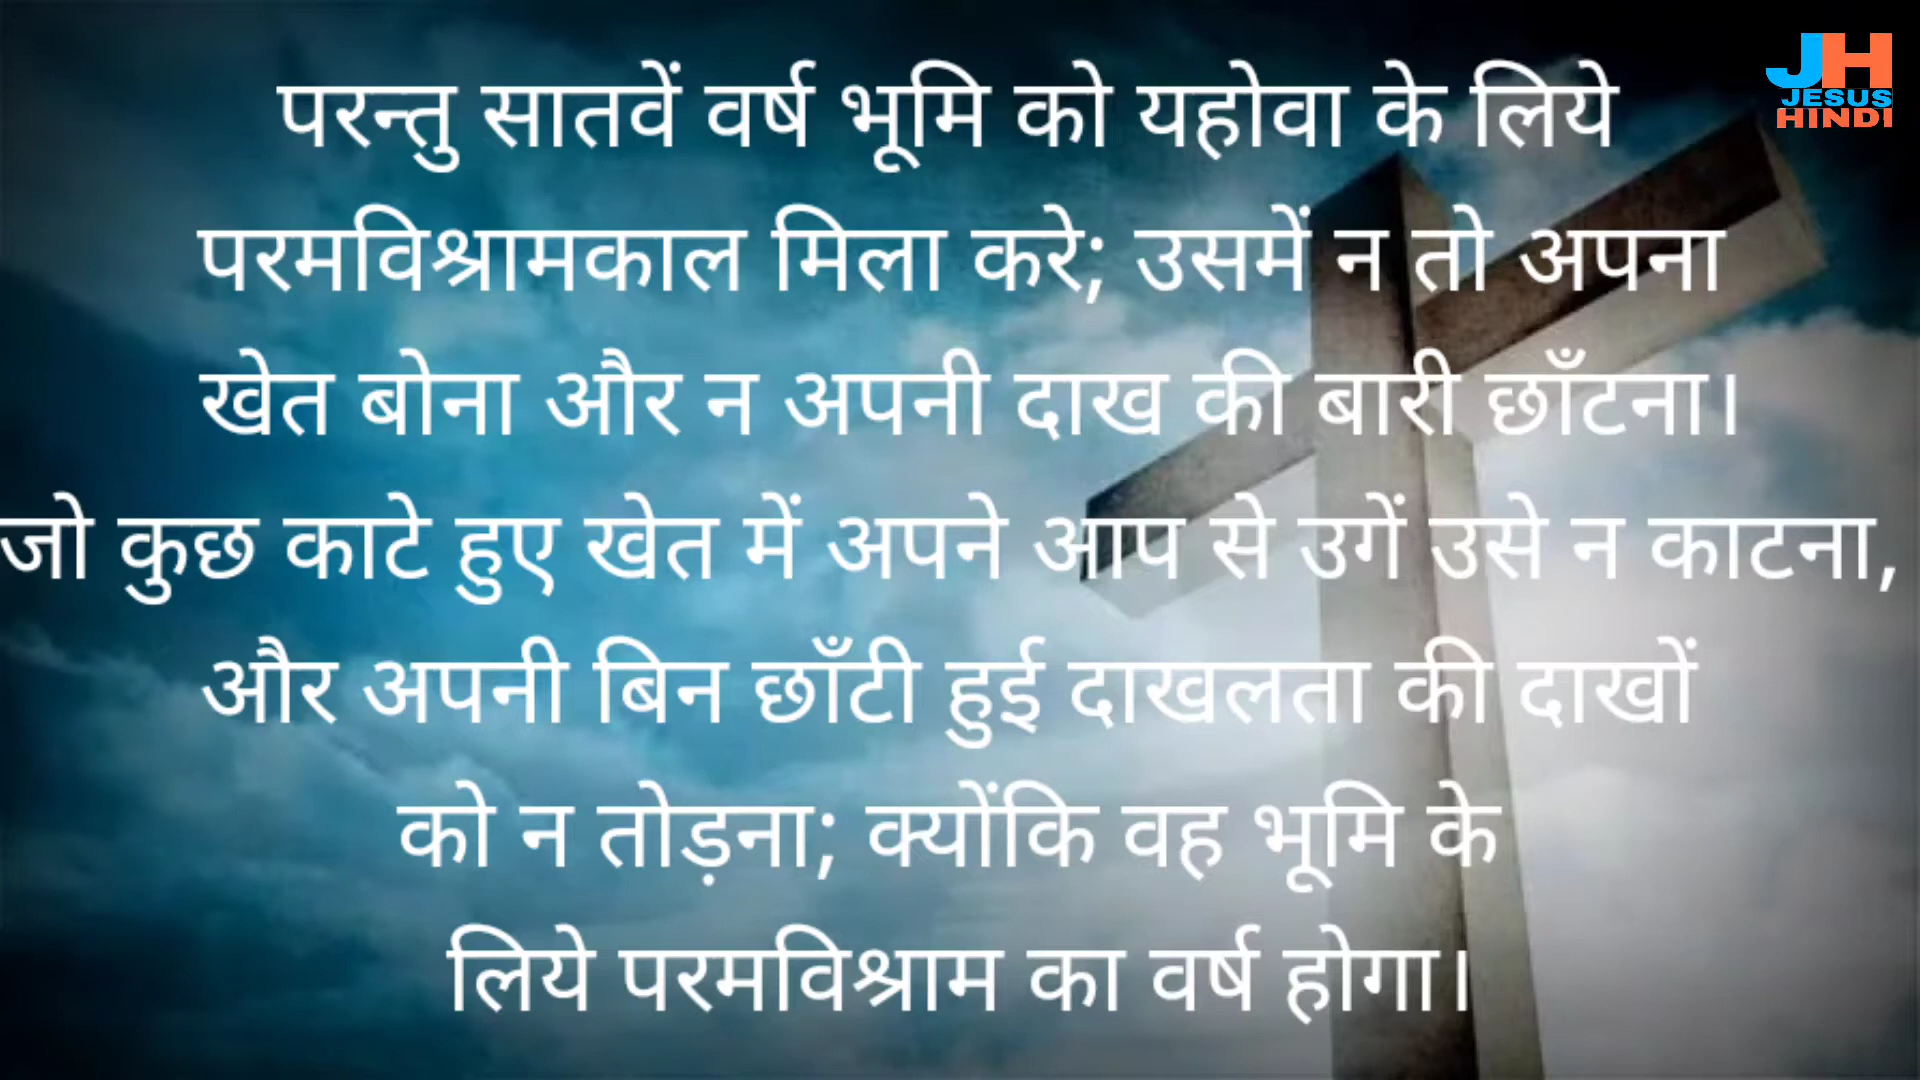 परन्तु सातवें वर्ष भूमि को यहोवा के लिये
परमविश्रामकाल मिला करे; उसमें न तो अपना
खेत बोना और न अपनी दाख की बारी छाँटना।
जो कुछ काटे हुए खेत में अपने आप से उगें उसे न काटना,
और अपनी बिन छाँटी हुई दाखलता की दाखों
को न तोड़ना; क्योंकि वह भूमि के
लिये परमविश्राम का वर्ष होगा।
JH
JESUS
HINDI